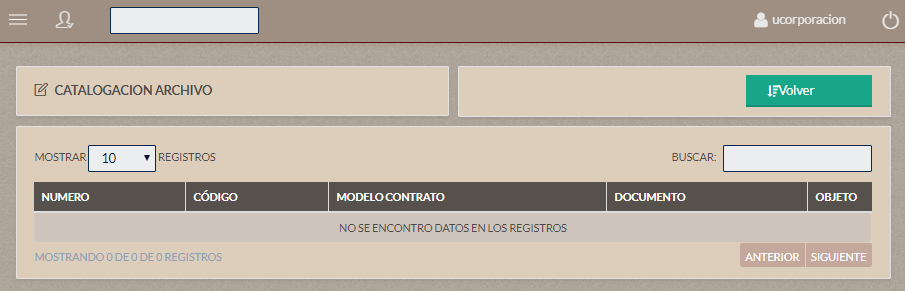 ucorporacion
CATALOGACION ARCHIVO
Volver
MOSTRAR 10 REGISTROS
BUSCAR:
NUMERO CÓDIGO MODELO CONTRATO DOCUMENTO OBJETO
NO SE ENCONTRO DATOS EN LOS REGISTROS
MOSTRANDO 0 DE 0 DE 0 REGISTROS
ANTERIOR SIGUIENTE